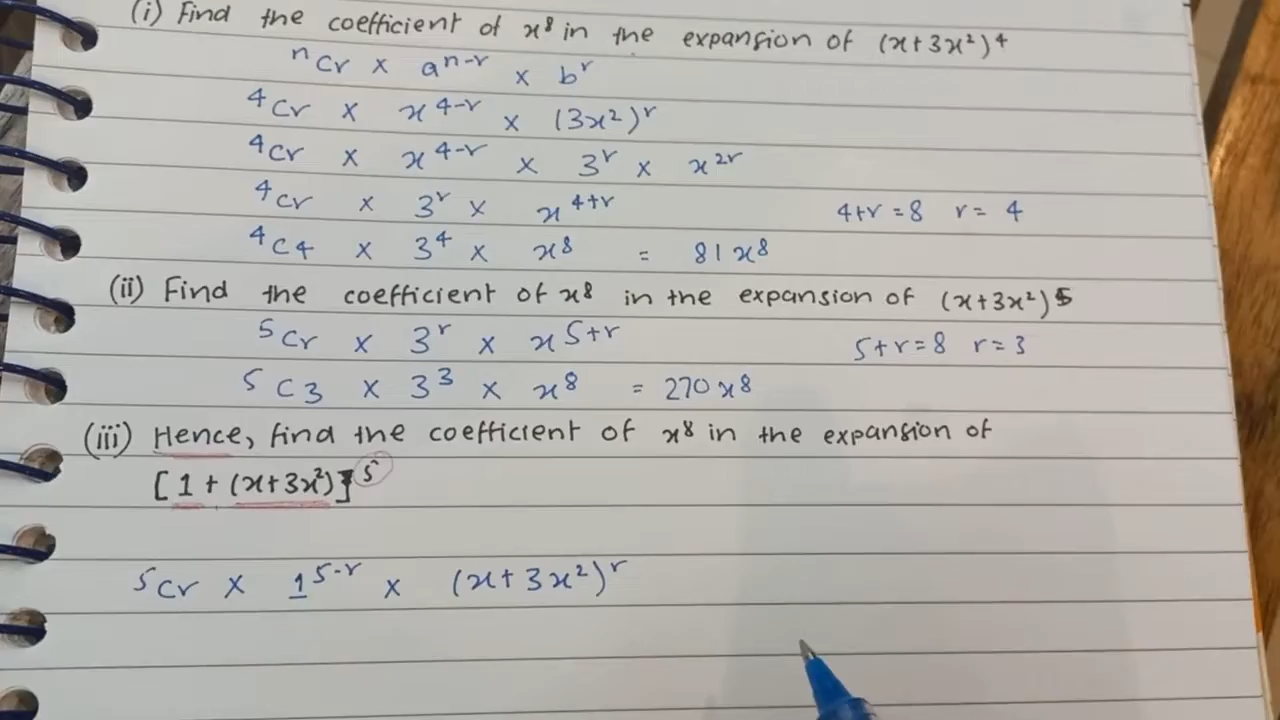 (i) Find the coefficient of x⁸ in the expansion of (x+3x²)⁴
ⁿCr × aⁿ⁻ʳ × bʳ
⁴Cr × x⁴⁻ʳ × (3x²)ʳ
⁴Cr × x⁴⁻ʳ × 3ʳ × x²ʳ
⁴Cr × 3ʳ × x⁴⁺ʳ 4+r = 8 r = 4
⁴C4 × 3⁴ × x⁸ = 81x⁸
(ii) Find the coefficient of x⁸ in the expansion of (x+3x²)⁵
⁵Cr × 3ʳ × x⁵⁺ʳ 5+r = 8 r = 3
⁵C3 × 3³ × x⁸ = 270x⁸
(iii) Hence, find the coefficient of x⁸ in the expansion of
[1 + (x+3x²)]⁵
⁵Cr × 1⁵⁻ʳ × (x+3x²)ʳ